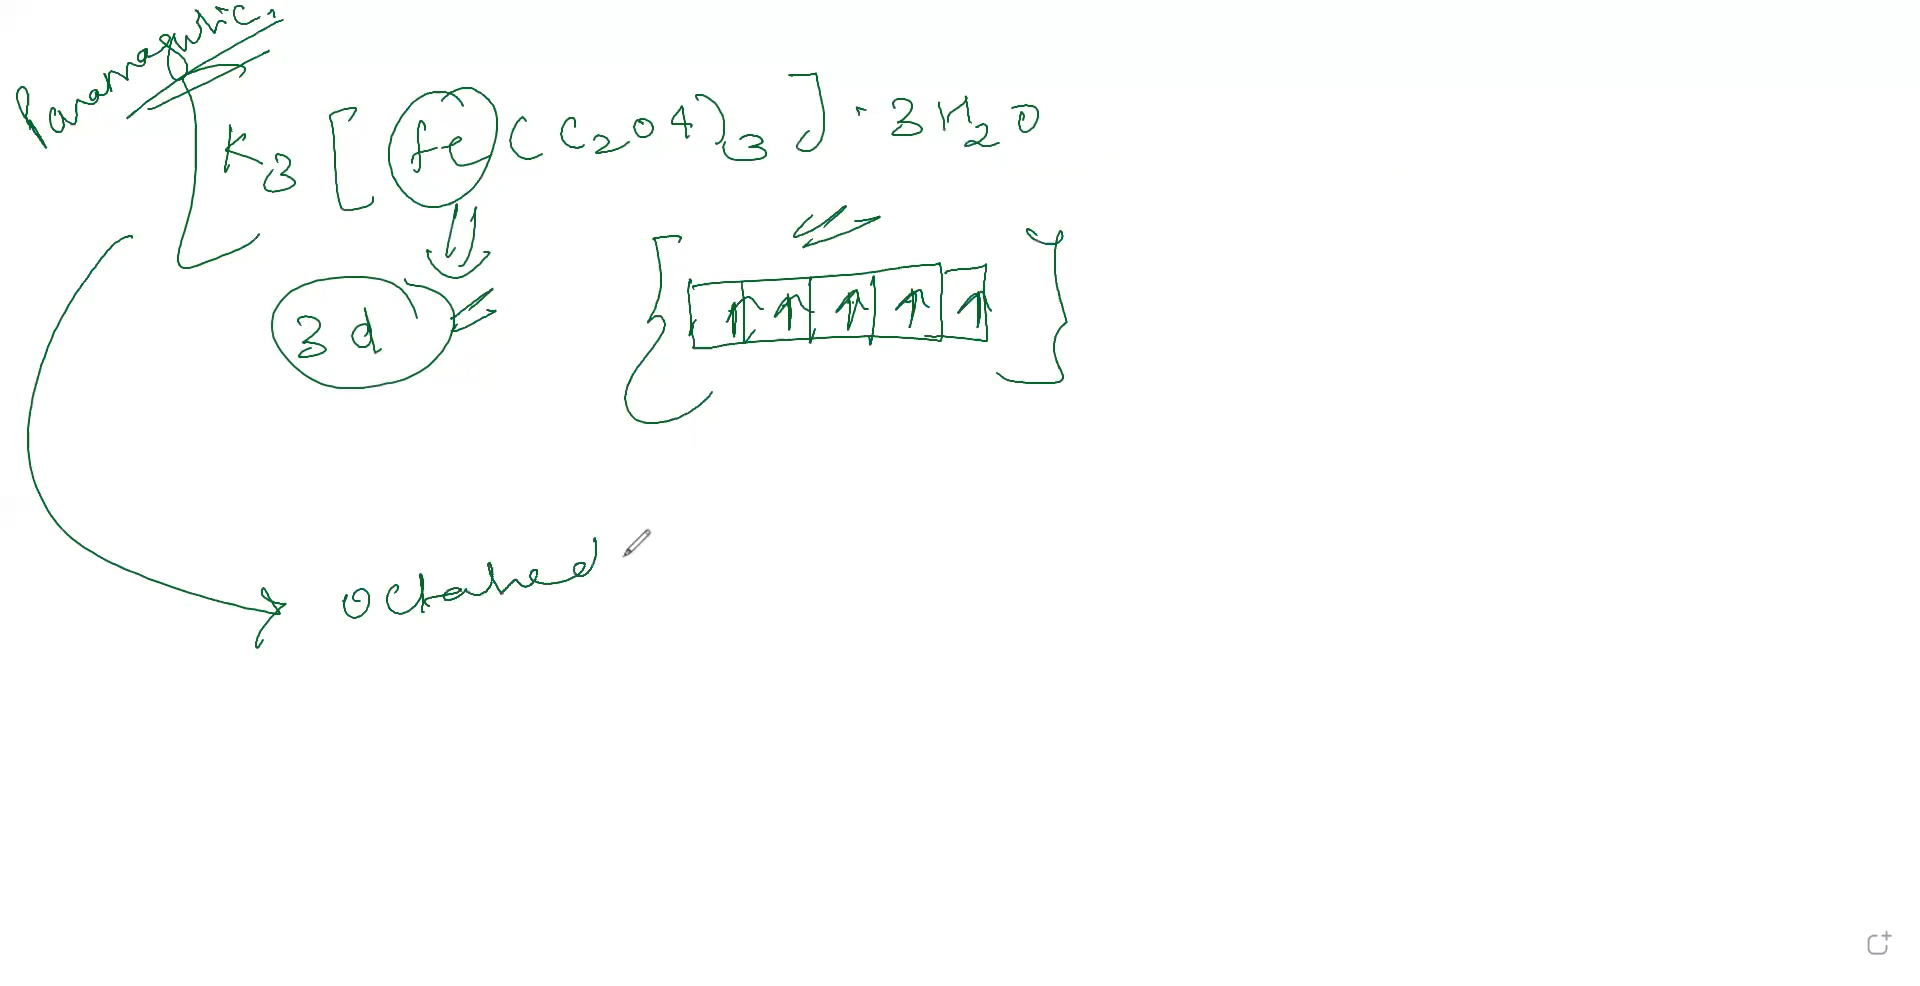 Paramagnetic.
K3 [fe(C2O4)3] . 3H2O
3d ↑ ↑ ↑ ↑ ↑
octahed